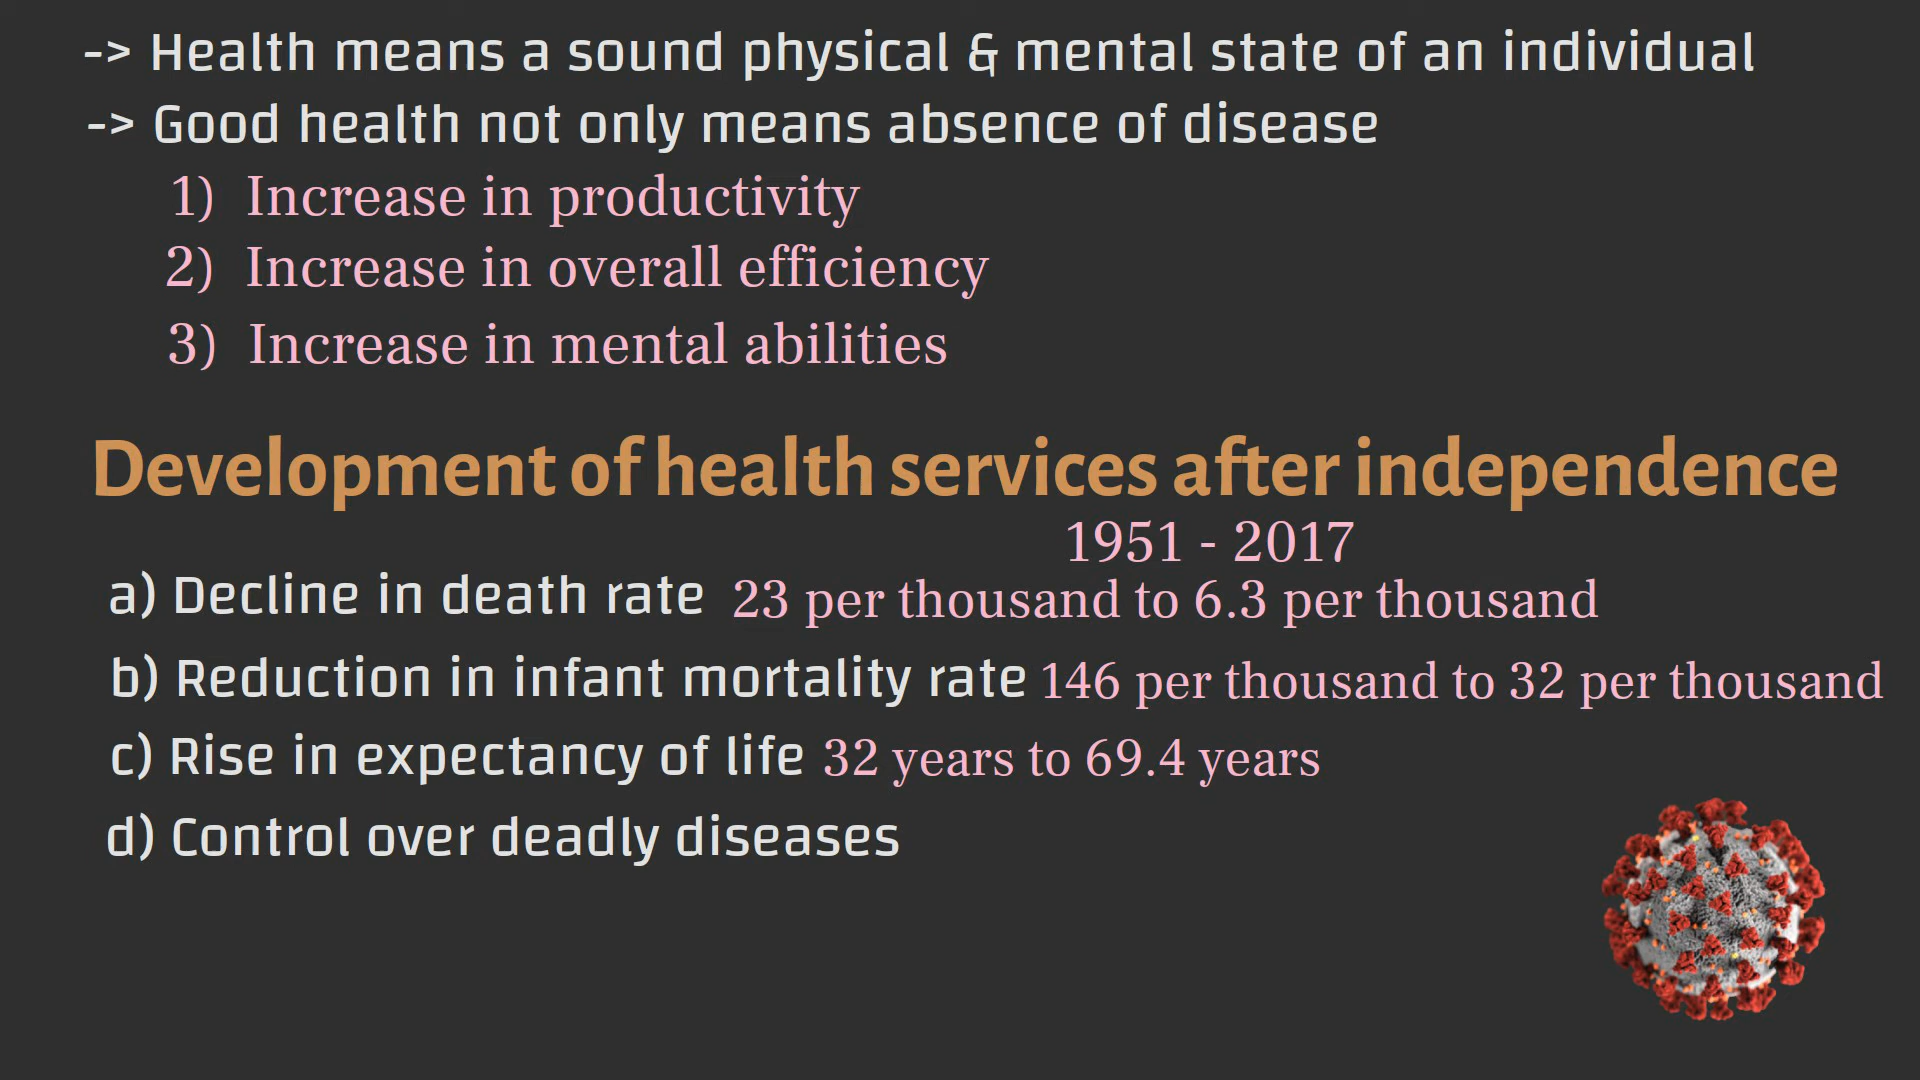 -> Health means a sound physical & mental state of an individual
-> Good health not only means absence of disease
1) Increase in productivity
2) Increase in overall efficiency
3) Increase in mental abilities
Development of health services after independence
1951 - 2017
a) Decline in death rate 23 per thousand to 6.3 per thousand
b) Reduction in infant mortality rate 146 per thousand to 32 per thousand
c) Rise in expectancy of life 32 years to 69.4 years
d) Control over deadly diseases